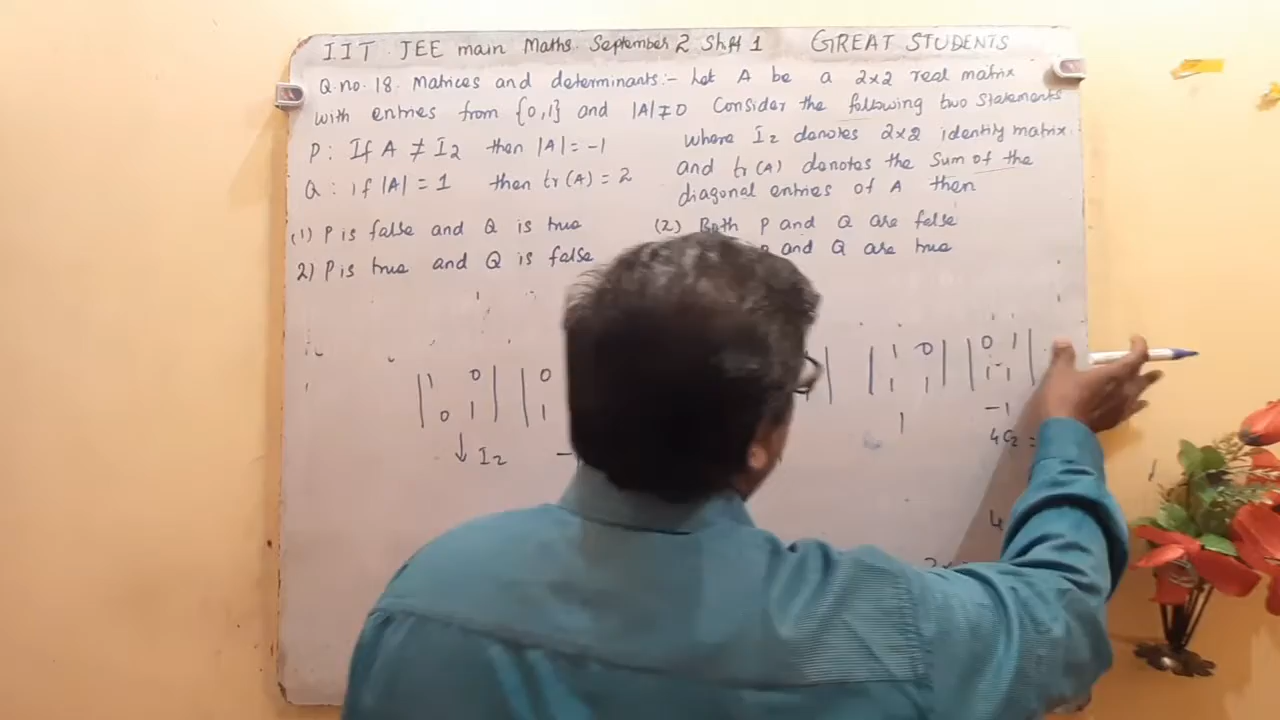 IIT JEE main Maths September 2 Shift 1 GREAT STUDENTS
Q.no. 18. Matrices and determinants:- Let A be a 2x2 real matrix
with entries from {0,1} and |A|≠0 Consider the following two statements
P: If A ≠ I2 then |A| = -1
Q: if |A| = 1 then tr(A) = 2
where I2 denotes 2x2 identity matrix.
and tr(A) denotes the Sum of the
diagonal entries of A then
(1) P is false and Q is true
(2) Both P and Q are false
2) P is true and Q is false
and Q are true
| 1 0 | | 0
| 0 1 | | 1
↓ I2
| 1 0 | | 0 1 |
| 1 1 | | 1 1 |
1 -1
4C2 =
4